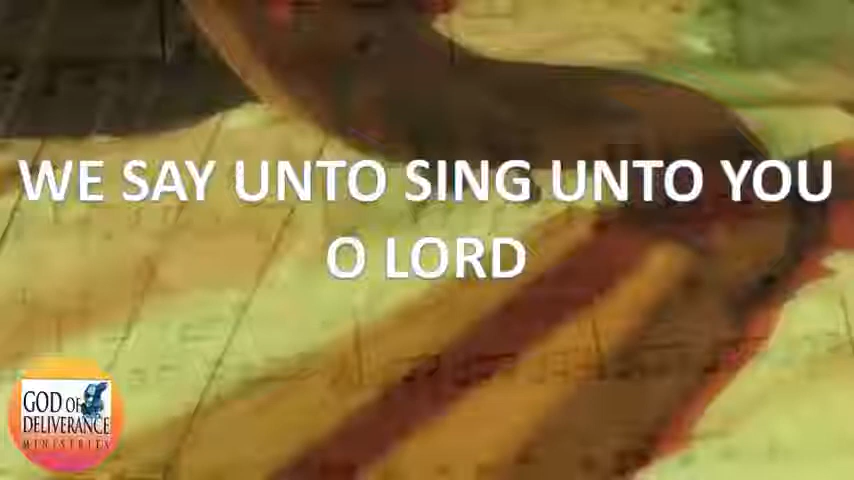 WE SAY UNTO SING UNTO YOU
O LORD
GOD OF
DELIVERANCE
MINISTRIES